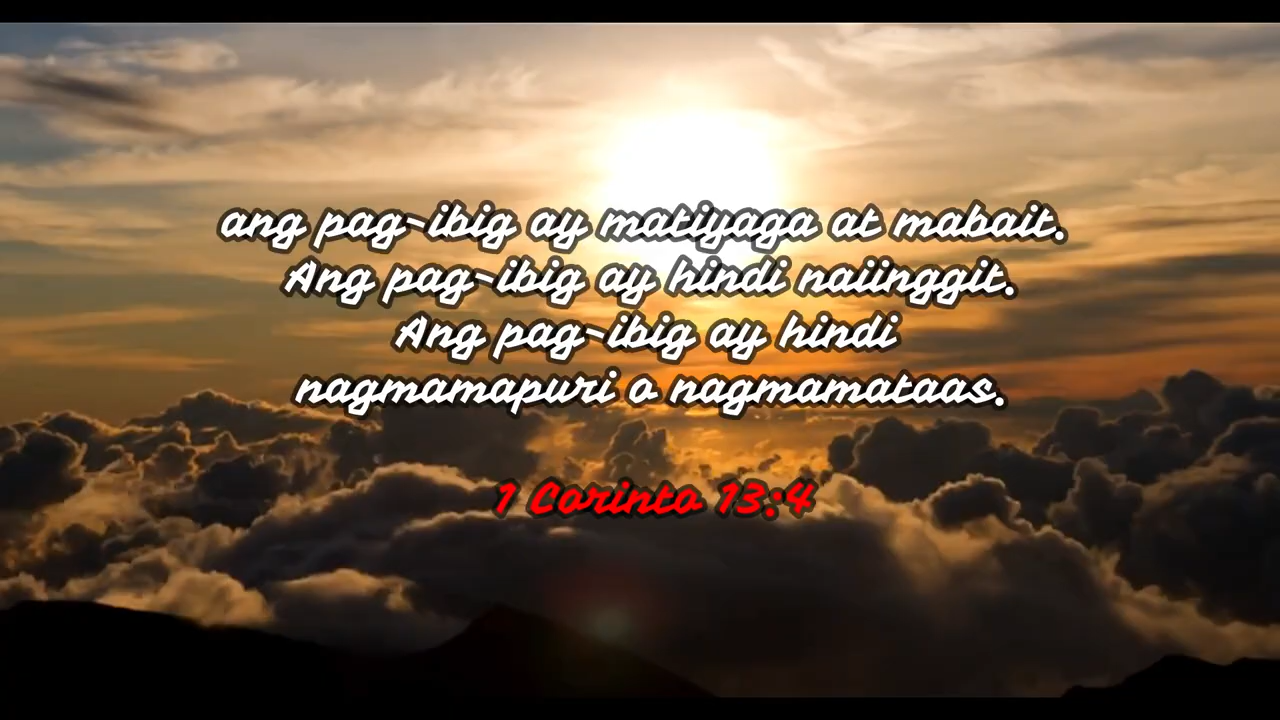 ang pag-ibig ay matiyaga at mabait.
Ang pag-ibig ay hindi naiinggit.
Ang pag-ibig ay hindi
nagmamapuri o nagmamataas.
1 Corinto 13:4